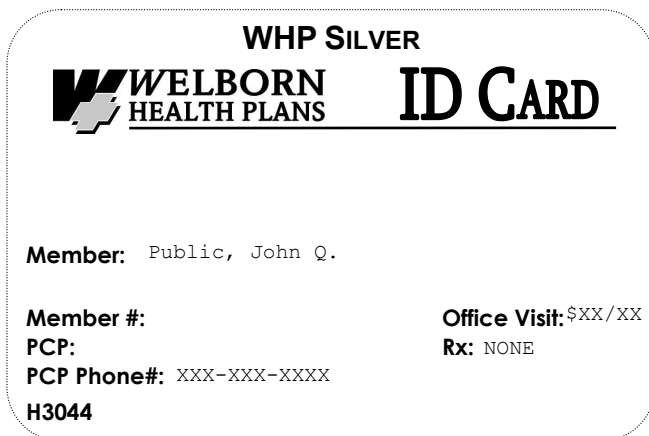 WHP SILVER
WELBORN
HEALTH PLANS
ID CARD
Member: Public, John Q.
Member #:
Office Visit: $XX/XX
PCP:
Rx: NONE
PCP Phone#: XXX-XXX-XXXX
H3044